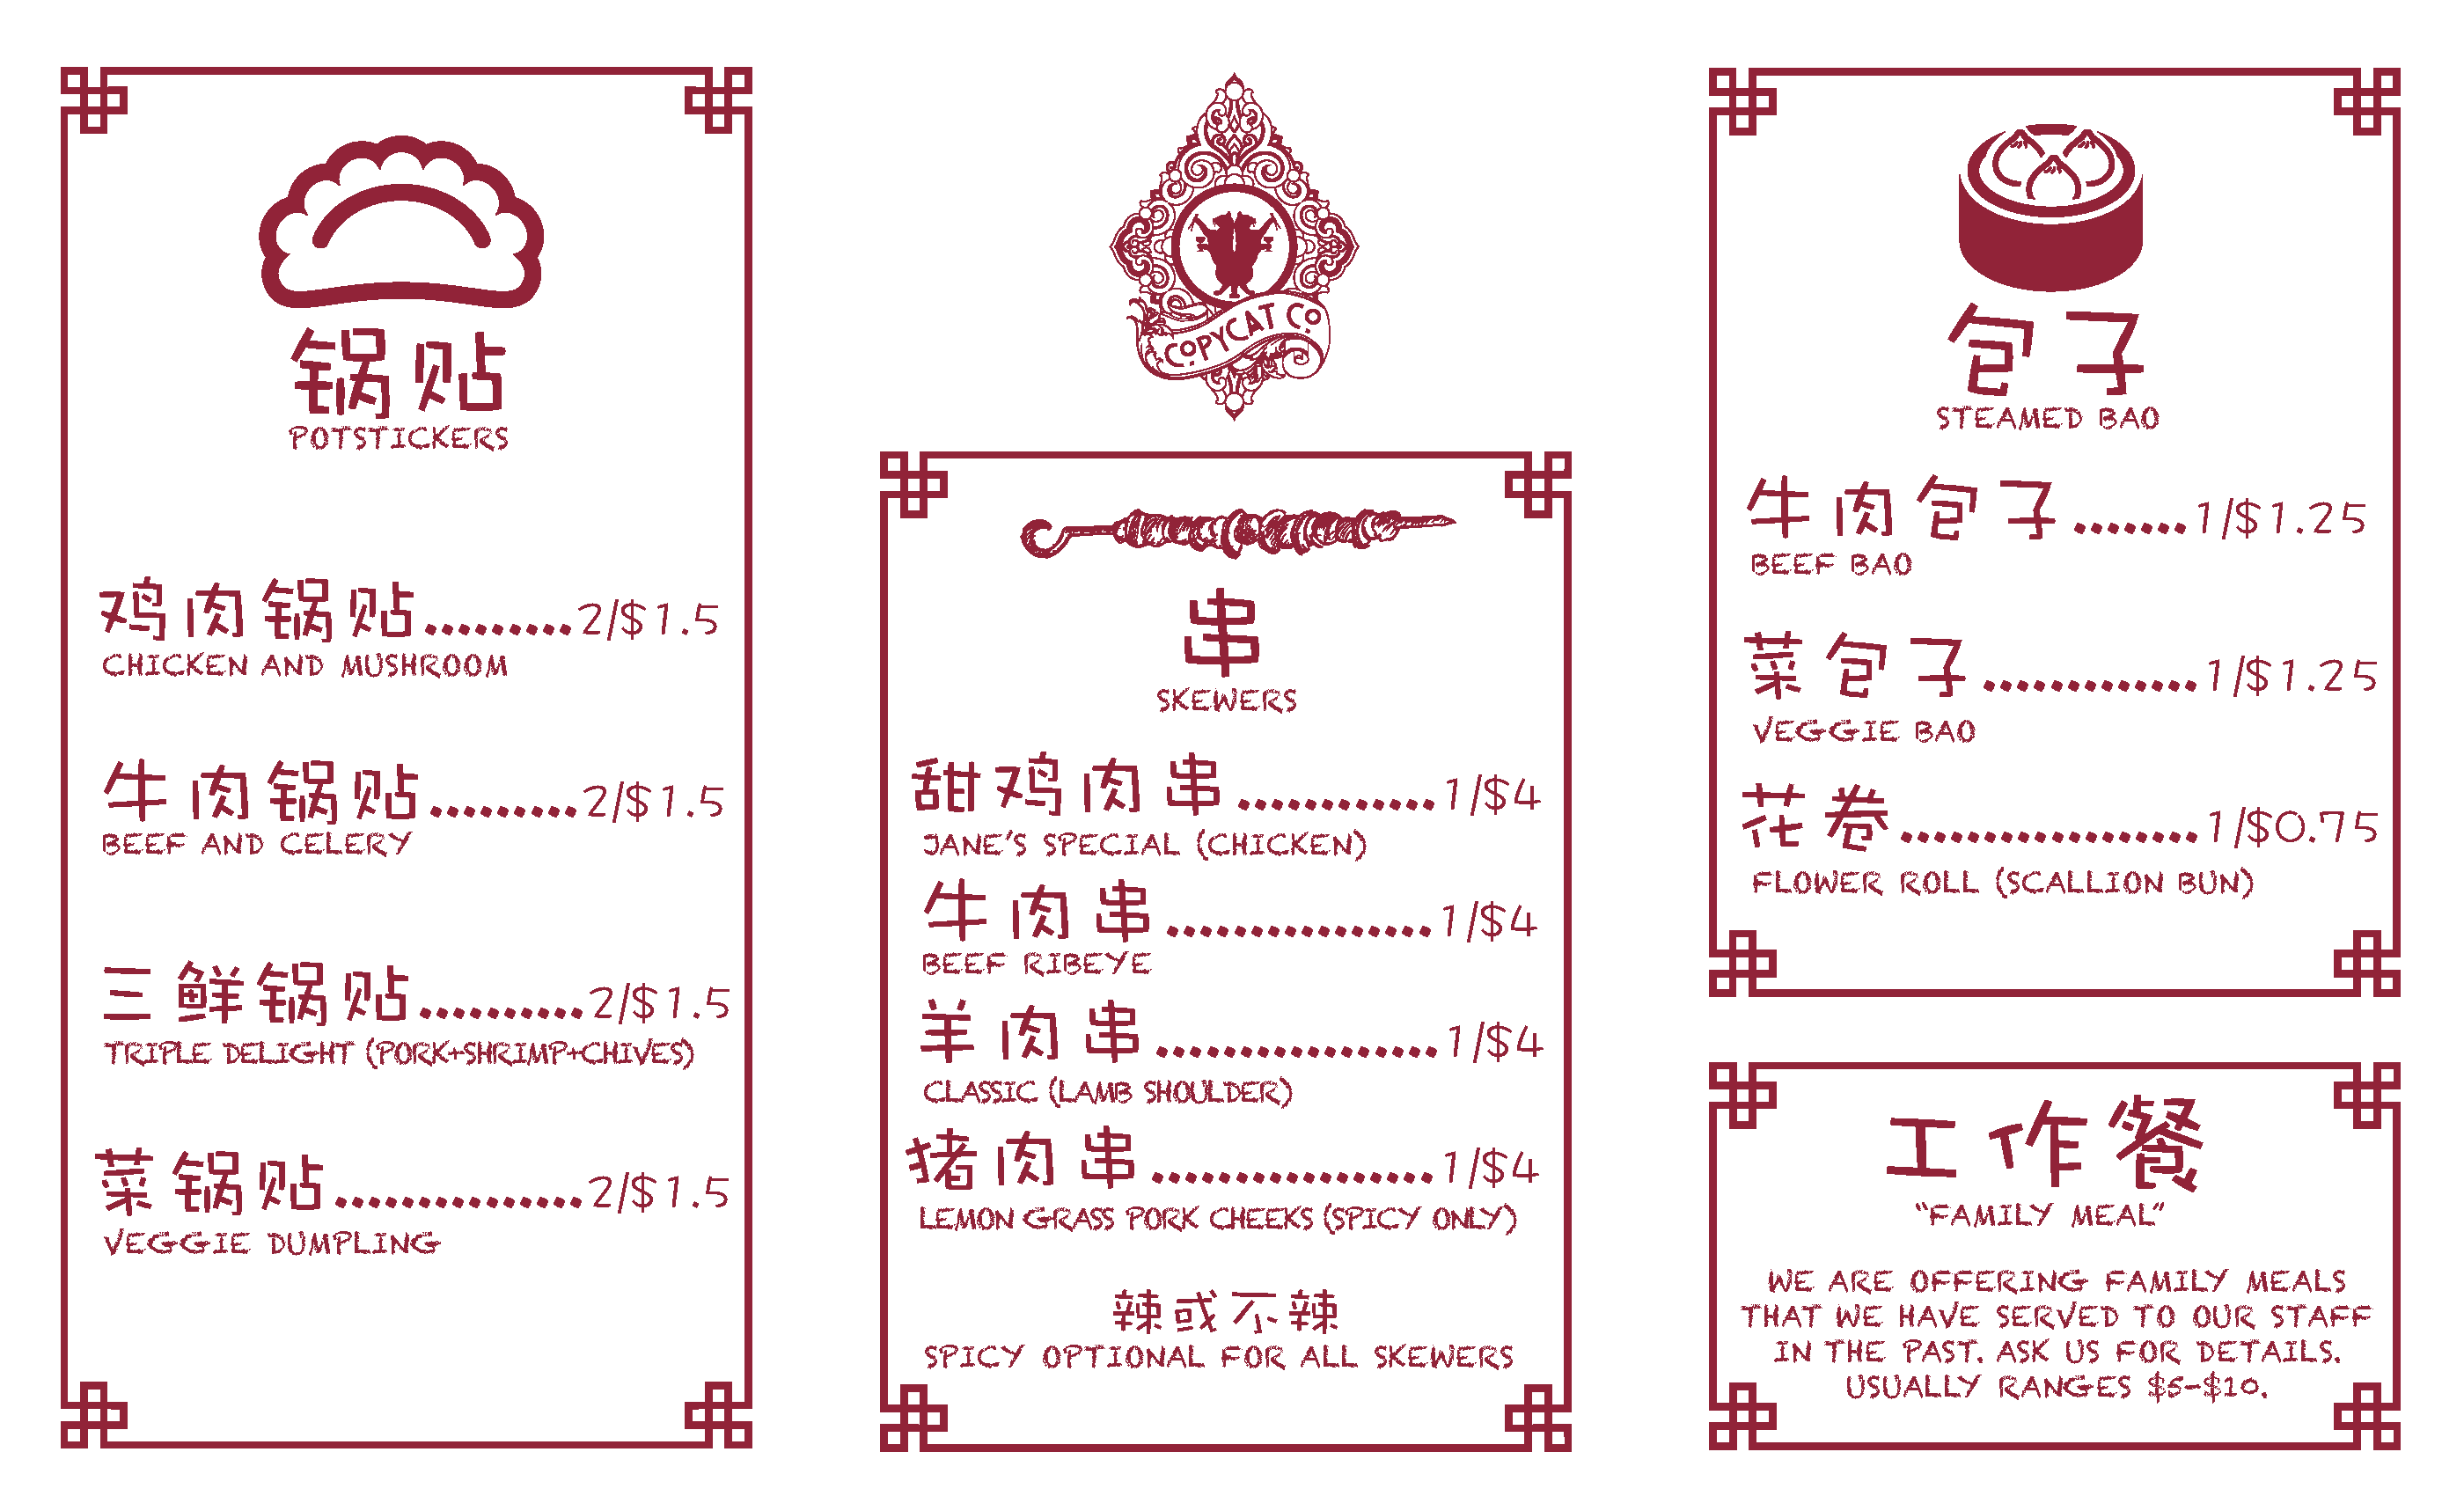 锅贴
POTSTICKERS
鸡肉锅贴.........2/$1.5
CHICKEN AND MUSHROOM
牛肉锅贴.........2/$1.5
BEEF AND CELERY
三鲜锅贴..........2/$1.5
TRIPLE DELIGHT (PORK+SHRIMP+CHIVES)
菜锅贴...............2/$1.5
VEGGIE DUMPLING
COPYCAT CO
串
SKEWERS
甜鸡肉串............1/$4
JANE'S SPECIAL (CHICKEN)
牛肉串................1/$4
BEEF RIBEYE
羊肉串.................1/$4
CLASSIC (LAMB SHOULDER)
猪肉串.................1/$4
LEMON GRASS PORK CHEEKS (SPICY ONLY)
辣或不辣
SPICY OPTIONAL FOR ALL SKEWERS
包子
STEAMED BAO
牛肉包子.......1/$1.25
BEEF BAO
菜包子.............1/$1.25
VEGGIE BAO
花卷..................1/$0.75
FLOWER ROLL (SCALLION BUN)
工作餐
"FAMILY MEAL"
WE ARE OFFERING FAMILY MEALS
THAT WE HAVE SERVED TO OUR STAFF
IN THE PAST. ASK US FOR DETAILS.
USUALLY RANGES $5-$10.